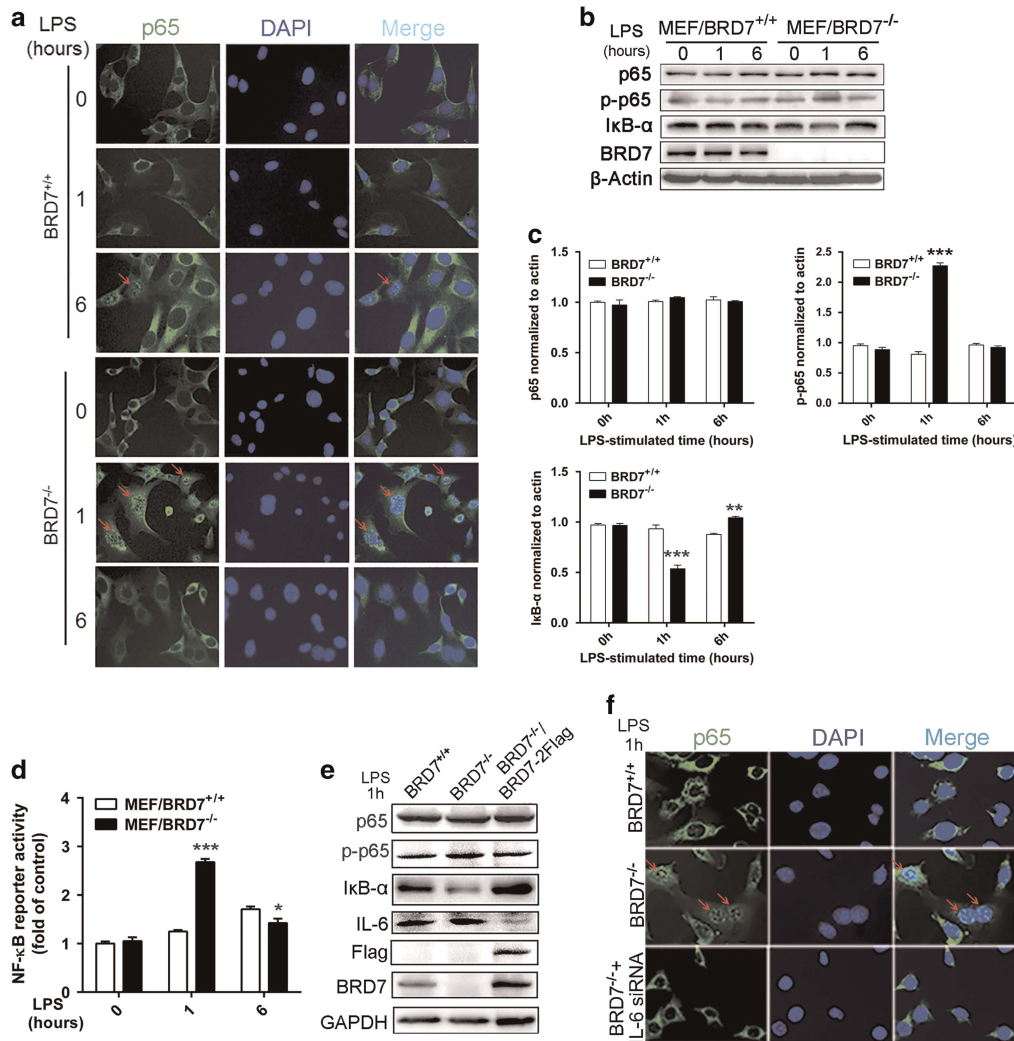 a
LPS
(hours)
p65 DAPI Merge
BRD7+/+
0
1
6
BRD7-/-
0
1
6
b
LPS
(hours)
MEF/BRD7+/+ MEF/BRD7-/-
0 1 6 0 1 6
p65
p-p65
IκB-α
BRD7
β-Actin
c
p65 normalized to actin
1.5
1.0
0.5
0.0
BRD7+/+
BRD7-/-
0h 1h 6h
LPS-stimulated time (hours)
p-p65 normalized to actin
2.5
2.0
1.5
1.0
0.5
0.0
BRD7+/+
BRD7-/-
***
0h 1h 6h
LPS-stimulated time (hours)
IκB-α normalized to actin
1.5
1.0
0.5
0.0
BRD7+/+
BRD7-/-
***
**
0h 1h 6h
LPS-stimulated time (hours)
d
NF-κB reporter activity
(fold of control)
4
3
2
1
0
MEF/BRD7+/+
MEF/BRD7-/-
***
*
LPS
(hours)
0 1 6
e
LPS
1h
BRD7+/+
BRD7-/-
BRD7-/-/
BRD7-2Flag
p65
p-p65
IκB-α
IL-6
Flag
BRD7
GAPDH
f
LPS
1h
p65 DAPI Merge
BRD7+/+
BRD7-/-
BRD7-/-+
L-6 siRNA